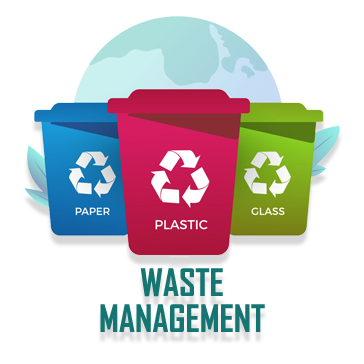 PAPER
PLASTIC
GLASS
WASTE
MANAGEMENT